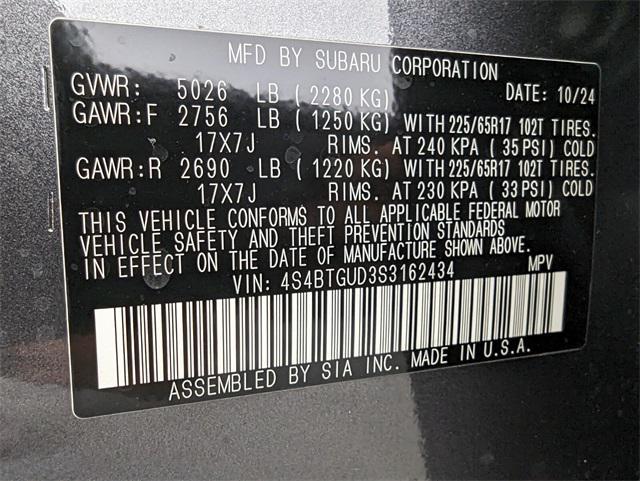 MFD BY SUBARU CORPORATION
GVWR: 5026 LB ( 2280 KG) DATE: 10/24
GAWR:F 2756 LB ( 1250 KG) WITH 225/65R17 102T TIRES.
17X7J RIMS. AT 240 KPA ( 35 PSI) COLD
GAWR:R 2690 LB ( 1220 KG) WITH 225/65R17 102T TIRES.
17X7J RIMS. AT 230 KPA ( 33 PSI) COLD
THIS VEHICLE CONFORMS TO ALL APPLICABLE FEDERAL MOTOR
VEHICLE SAFETY AND THEFT PREVENTION STANDARDS
IN EFFECT ON THE DATE OF MANUFACTURE SHOWN ABOVE.
VIN: 4S4BTGUD3S3162434 MPV
ASSEMBLED BY SIA INC. MADE IN U.S.A.